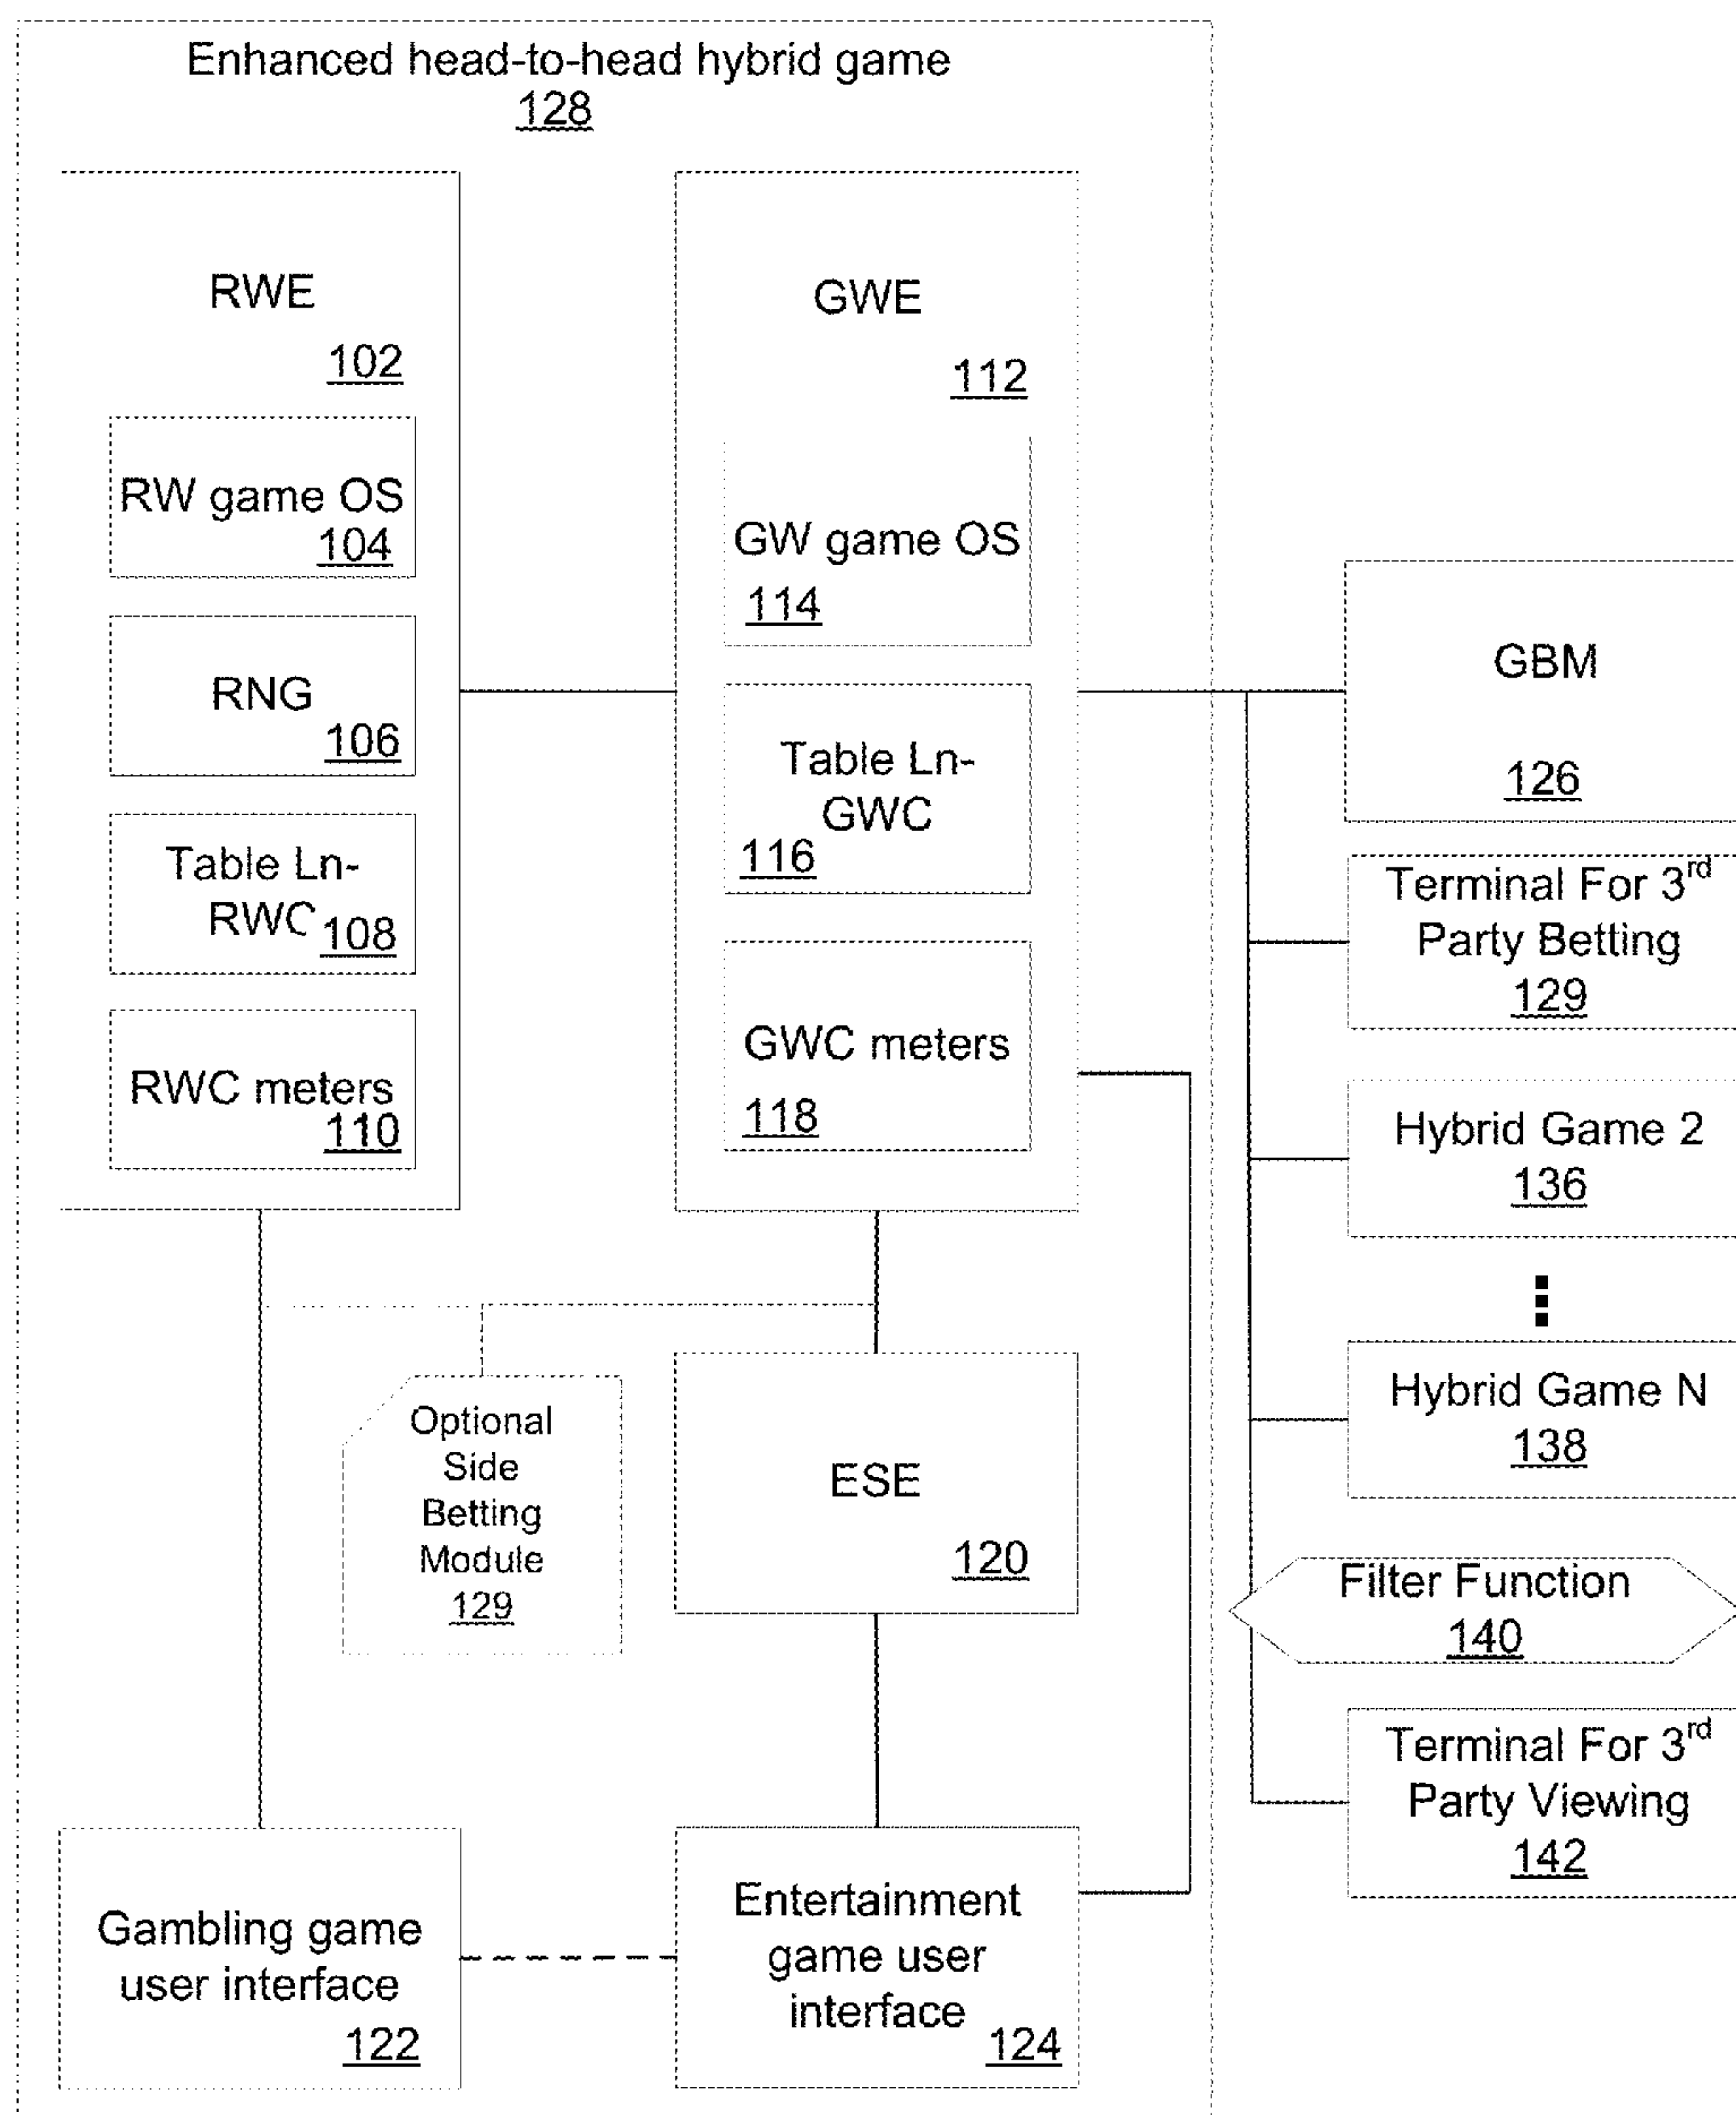 Enhanced head-to-head hybrid game
128
RWE
102
RW game OS
104
RNG
106
Table Ln-
RWC
108
RWC meters
110
GWE
112
GW game OS
114
Table Ln-
GWC
116
GWC meters
118
GBM
126
Terminal For 3rd
Party Betting
129
Hybrid Game 2
136
Hybrid Game N
138
Filter Function
140
Terminal For 3rd
Party Viewing
142
Optional
Side
Betting
Module
129
ESE
120
Gambling game
user interface
122
Entertainment
game user
interface
124